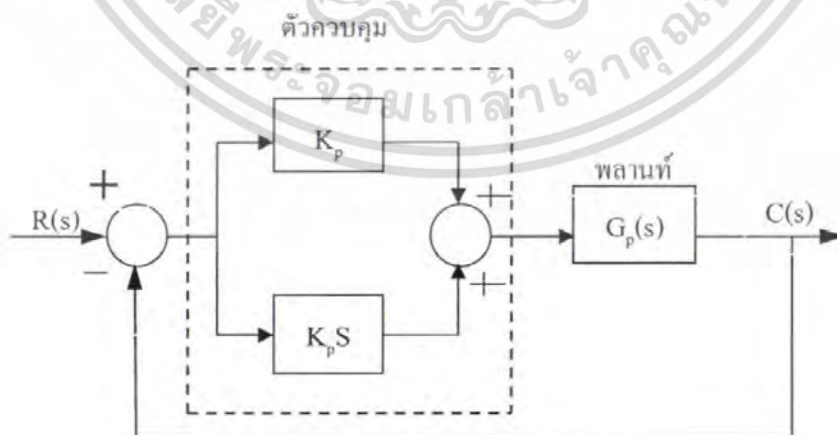 ตัวควบคุม
K_p
พลานท์
+
+
R(s)
G_p(s)
C(s)
−
+
K_pS